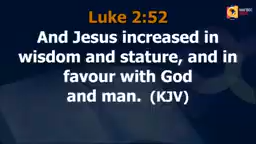 Luke 2:52
And Jesus increased in
wisdom and stature, and in
favour with God
and man. (KJV)